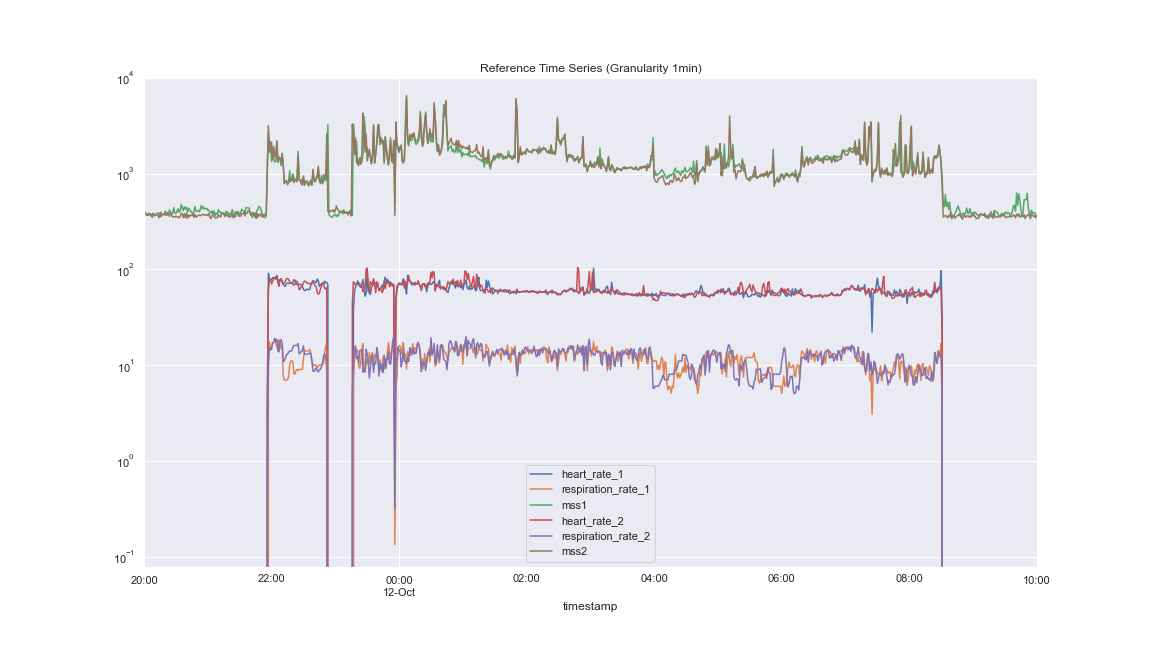 Reference Time Series (Granularity 1min)
10^4
10^3
10^2
10^1
10^0
10^-1
heart_rate_1
respiration_rate_1
mss1
heart_rate_2
respiration_rate_2
mss2
20:00 22:00 00:00 02:00 04:00 06:00 08:00 10:00
12-Oct
timestamp